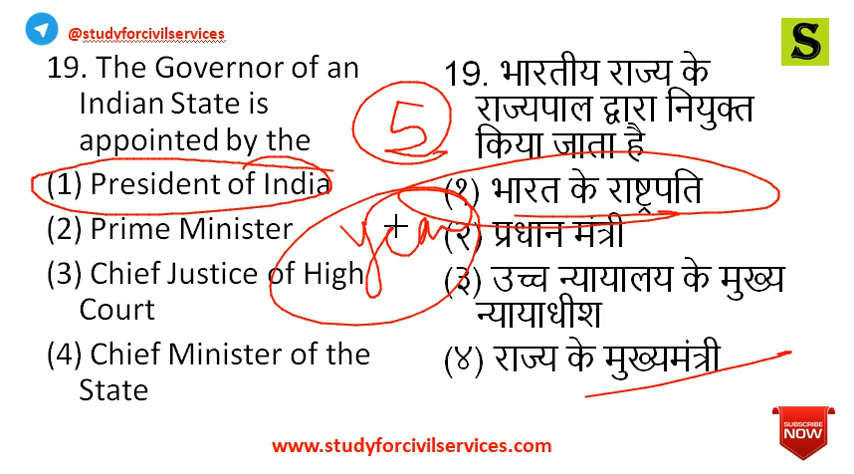 @studyforcivilservices
S
19. The Governor of an
Indian State is
appointed by the
(1) President of India
(2) Prime Minister
(3) Chief Justice of High
Court
(4) Chief Minister of the
State
5
year
19. भारतीय राज्य के
राज्यपाल द्वारा नियुक्त
किया जाता है
(१) भारत के राष्ट्रपति
(२) प्रधान मंत्री
(३) उच्च न्यायालय के मुख्य
न्यायाधीश
(४) राज्य के मुख्यमंत्री
SUBSCRIBE
NOW
www.studyforcivilservices.com